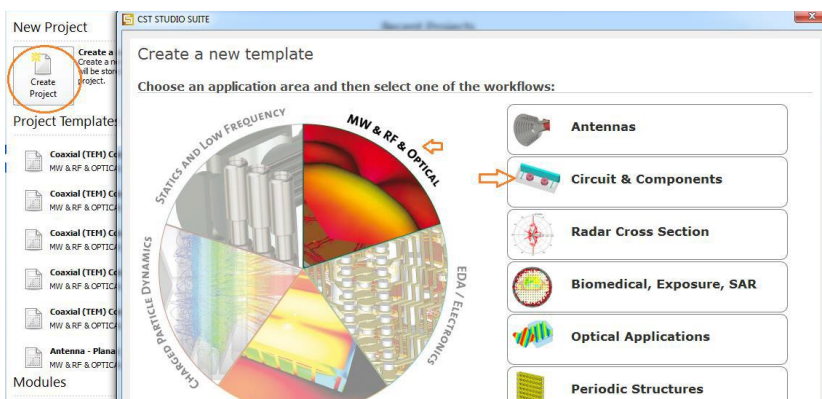 New Project
Create a
Create a n
will be stor
project.
Create
Project
Project Templates
Coaxial (TEM) Co
MW & RF & OPTICA
Coaxial (TEM) Co
MW & RF & OPTICA
Coaxial (TEM) Co
MW & RF & OPTICA
Coaxial (TEM) Co
MW & RF & OPTICA
Coaxial (TEM) Co
MW & RF & OPTICA
Antenna - Plana
MW & RF & OPTICA
Modules
CST STUDIO SUITE
Recent Projects
Create a new template
Choose an application area and then select one of the workflows:
STATICS AND LOW FREQUENCY
MW & RF & OPTICAL
EDA / ELECTRONICS
CHARGED PARTICLE DYNAMICS
Antennas
Circuit & Components
Radar Cross Section
Biomedical, Exposure, SAR
Optical Applications
Periodic Structures